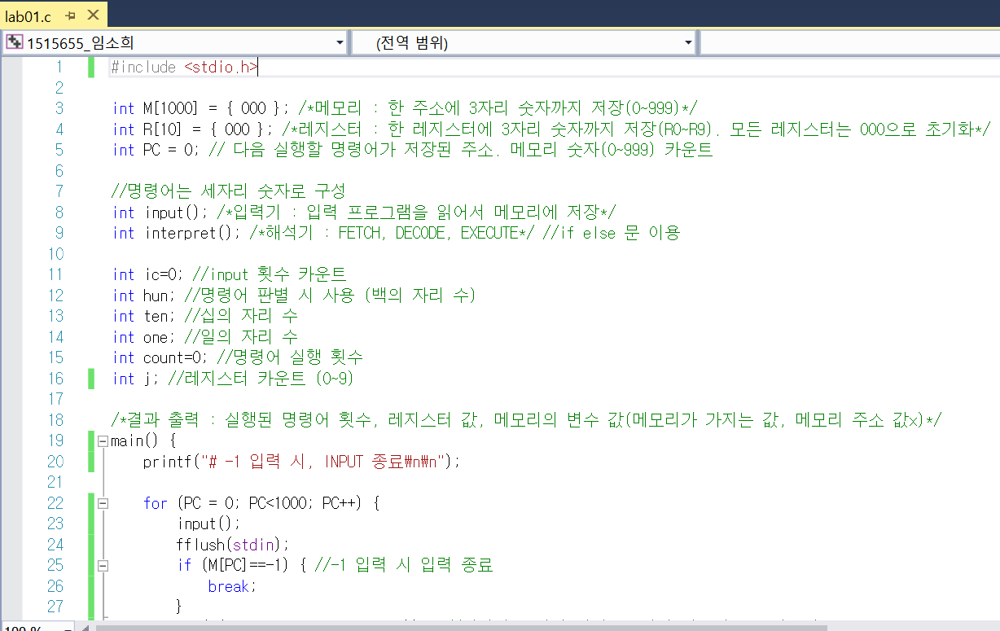 lab01.c
1515655_임소희
(전역 범위)
1 #include <stdio.h>
2
3 int M[1000] = { 000 }; /*메모리 : 한 주소에 3자리 숫자까지 저장(0~999)*/
4 int R[10] = { 000 }; /*레지스터 : 한 레지스터에 3자리 숫자까지 저장(R0~R9). 모든 레지스터는 000으로 초기화*/
5 int PC = 0; // 다음 실행할 명령어가 저장된 주소. 메모리 숫자(0~999) 카운트
6
7 //명령어는 세자리 숫자로 구성
8 int input(); /*입력기 : 입력 프로그램을 읽어서 메모리에 저장*/
9 int interpret(); /*해석기 : FETCH, DECODE, EXECUTE*/ //if else 문 이용
10
11 int ic=0; //input 횟수 카운트
12 int hun; //명령어 판별 시 사용 (백의 자리 수)
13 int ten; //십의 자리 수
14 int one; //일의 자리 수
15 int count=0; //명령어 실행 횟수
16 int j; //레지스터 카운트 (0~9)
17
18 /*결과 출력 : 실행된 명령어 횟수, 레지스터 값, 메모리의 변수 값(메모리가 가지는 값, 메모리 주소 값x)*/
19 main() {
20 printf("# -1 입력 시, INPUT 종료₩n₩n");
21
22 for (PC = 0; PC<1000; PC++) {
23 input();
24 fflush(stdin);
25 if (M[PC]==-1) { //-1 입력 시 입력 종료
26 break;
27 }
100 %